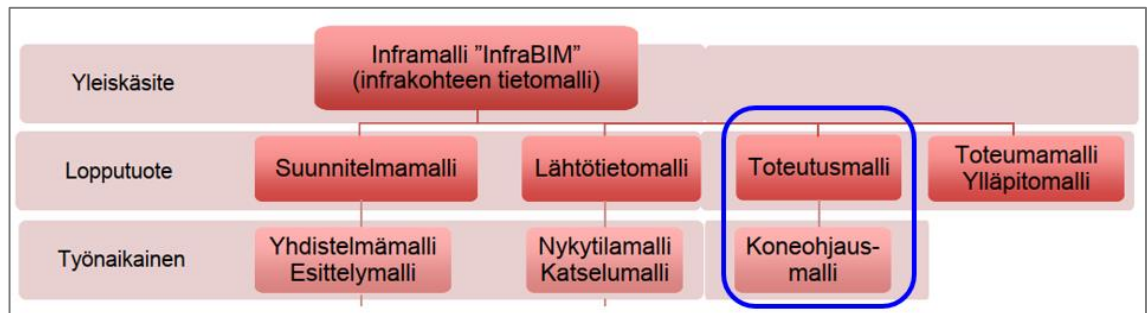 Inframalli ”InfraBIM”
(infrakohteen tietomalli)
Yleiskäsite
Lopputuote
Suunnitelmamalli
Lähtötietomalli
Toteutusmalli
Toteumamalli
Ylläpitomalli
Työnaikainen
Yhdistelmämalli
Esittelymalli
Nykytilamalli
Katselumalli
Koneohjaus-
malli